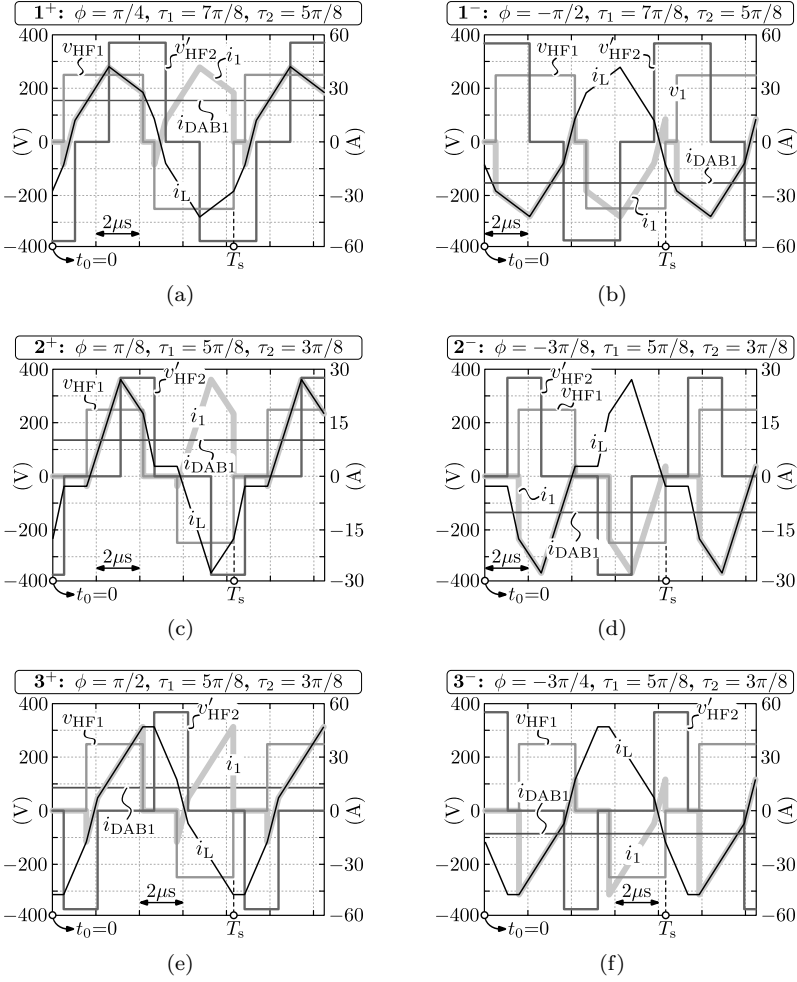 1⁺: ϕ = π/4, τ₁ = 7π/8, τ₂ = 5π/8
400 v_HF1 v′_HF2 i₁ 60
200 30
i_DAB1
(V) 0 0 (A)
−200 i_L −30
2µs
−400 −60
t₀=0 T_s
(a)
1⁻: ϕ = −π/2, τ₁ = 7π/8, τ₂ = 5π/8
400 v_HF1 v′_HF2 60
i_L
200 v₁ 30
(V) 0 i_DAB1 0 (A)
−200 −30
2µs i₁
−400 −60
t₀=0 T_s
(b)
2⁺: ϕ = π/8, τ₁ = 5π/8, τ₂ = 3π/8
400 v_HF1 v′_HF2 30
200 i₁ 15
i_DAB1
(V) 0 0 (A)
−200 i_L −15
2µs
−400 −30
t₀=0 T_s
(c)
2⁻: ϕ = −3π/8, τ₁ = 5π/8, τ₂ = 3π/8
400 v′_HF2 30
v_HF1
200 i_L 15
(V) 0 0 (A)
i₁
−200 −15
2µs i_DAB1
−400 −30
t₀=0 T_s
(d)
3⁺: ϕ = π/2, τ₁ = 5π/8, τ₂ = 3π/8
400 v_HF1 v′_HF2 60
200 i₁ 30
(V) 0 i_DAB1 0 (A)
−200 i_L −30
2µs
−400 −60
t₀=0 T_s
(e)
3⁻: ϕ = −3π/4, τ₁ = 5π/8, τ₂ = 3π/8
400 v_HF1 v′_HF2 60
i_L
200 30
i_DAB1
(V) 0 0 (A)
−200 i₁ −30
2µs
−400 −60
t₀=0 T_s
(f)